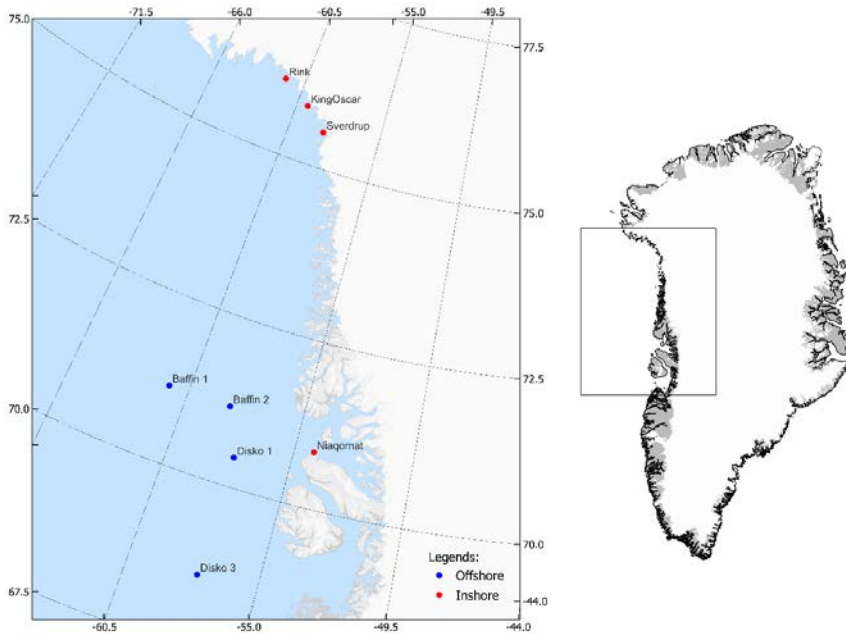 75.0
-71.5
-66.0
-60.5
-55.0
-49.5
77.5
Rink
KingOscar
Sverdrup
72.5
75.0
Baffin 1
72.5
Baffin 2
70.0
Disko 1
Niaqornat
70.0
Legends:
Disko 3
Offshore
67.5
Inshore
-44.0
-60.5
-55.0
-49.5
-44.0